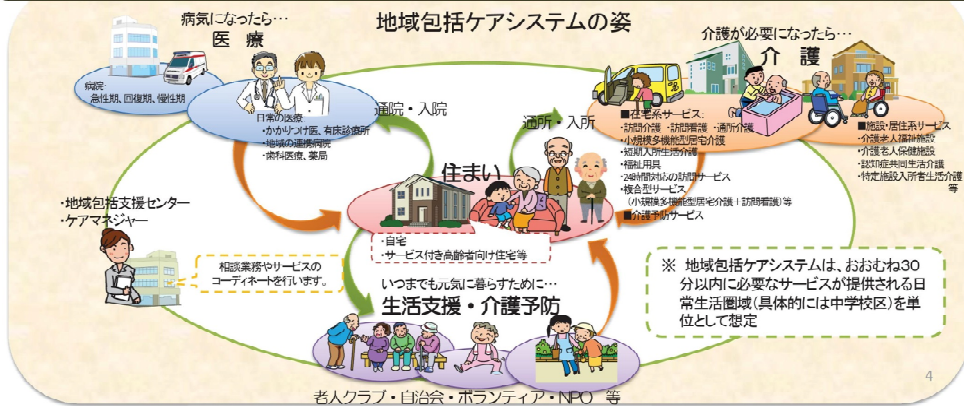 地域包括ケアシステムの姿
病気になったら…
医 療
病院:
急性期、回復期、慢性期
日常の医療
・かかりつけ医、有床診療所
・地域の連携病院
・歯科医療、薬局
通院・入院
通所・入所
介護が必要になったら…
介 護
■在宅系サービス:
・訪問介護 ・訪問看護 ・通所介護
・小規模多機能型居宅介護
・短期入所生活介護
・福祉用具
・24時間対応の訪問サービス
・複合型サービス
(小規模多機能型居宅介護+訪問看護)等
■介護予防サービス
■施設・居住系サービス
・介護老人福祉施設
・介護老人保健施設
・認知症共同生活介護
・特定施設入所者生活介護
等
住まい
・自宅
・サービス付き高齢者向け住宅等
・地域包括支援センター
・ケアマネジャー
相談業務やサービスの
コーディネートを行います。
いつまでも元気に暮らすために…
生活支援・介護予防
老人クラブ・自治会・ボランティア・NPO 等
※ 地域包括ケアシステムは、おおむね30
分以内に必要なサービスが提供される日
常生活圏域(具体的には中学校区)を単
位として想定
4